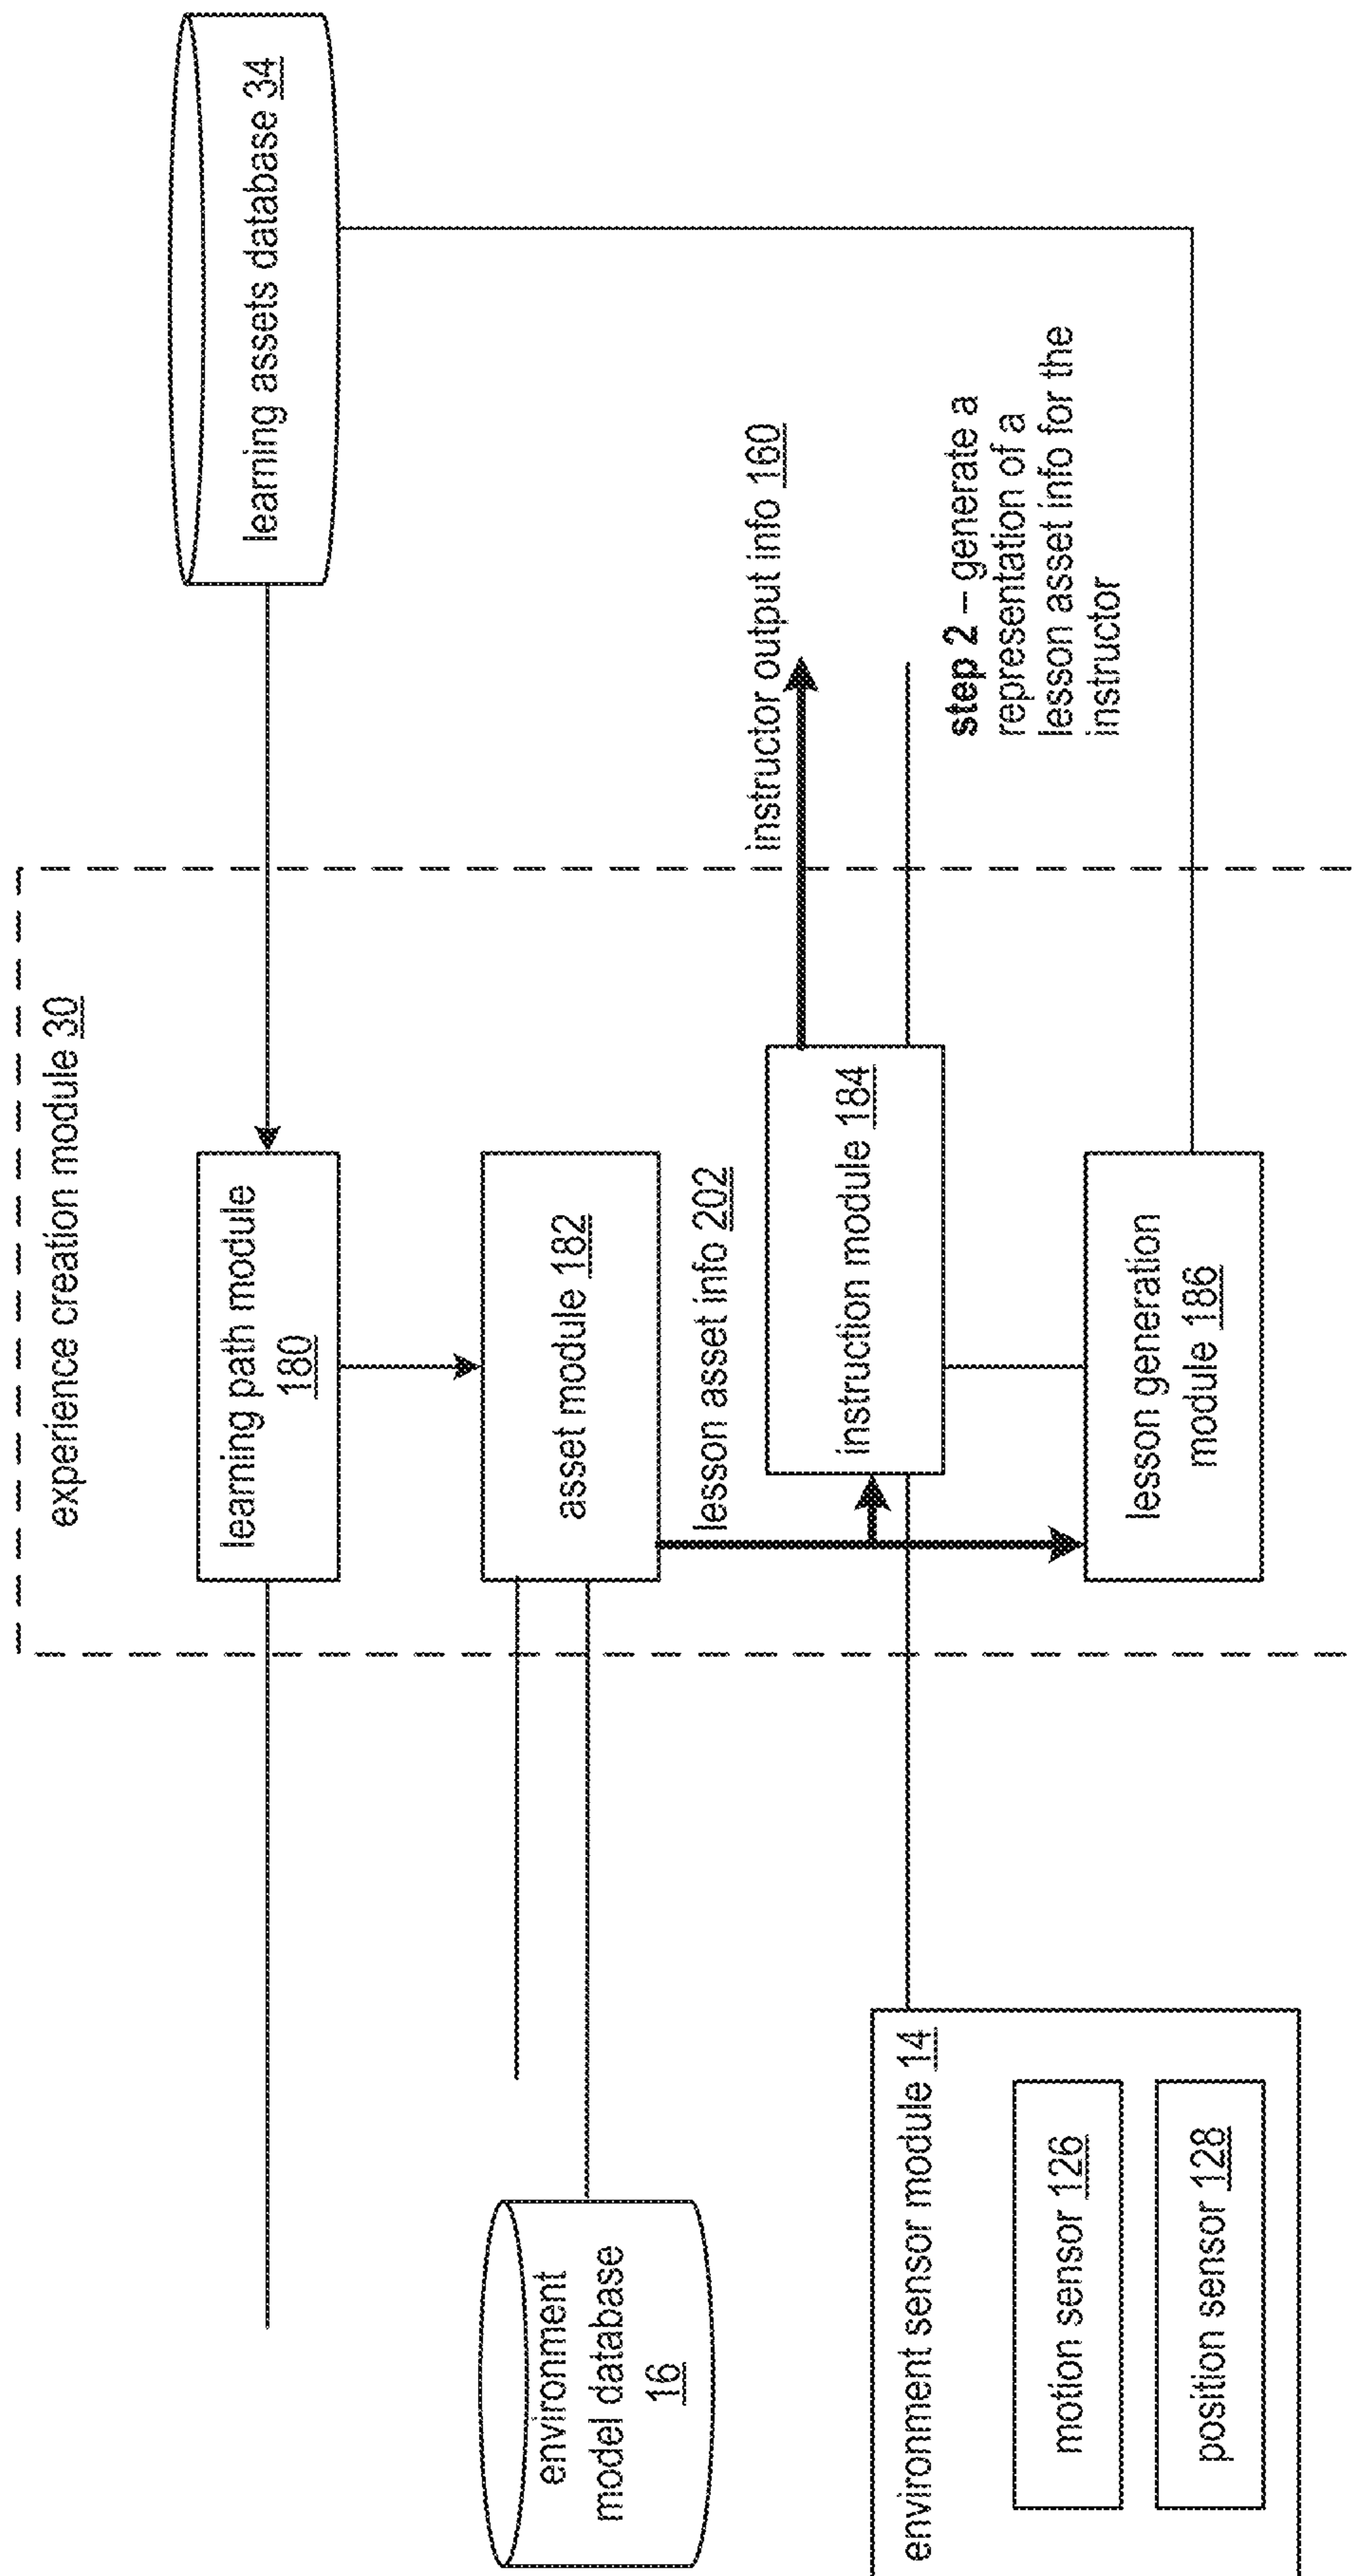 experience creation module 30
learning assets database 34
learning path module
180
environment
model database
16
asset module 182
lesson asset info 202
instructor output info 160
environment sensor module 14
instruction module 184
step 2 – generate a
representation of a
lesson asset info for the
instructor
motion sensor 126
position sensor 128
lesson generation
module 186